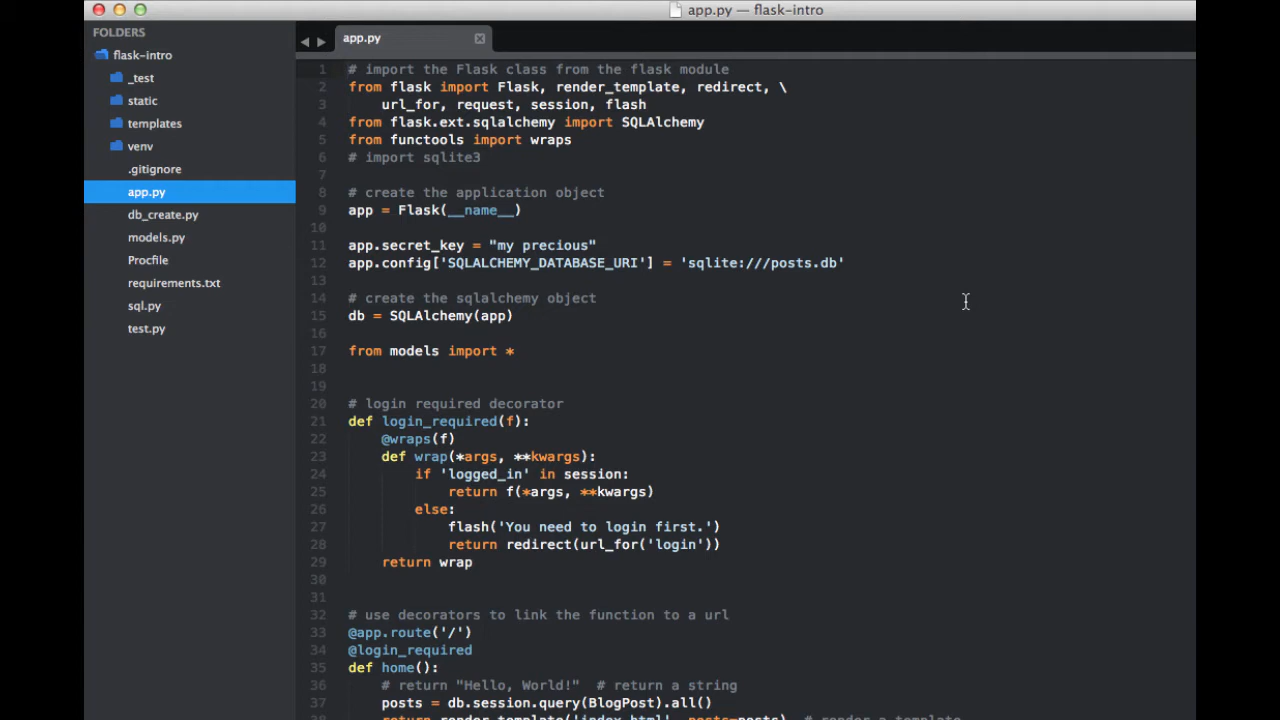 app.py — flask-intro
FOLDERS
flask-intro
_test
static
templates
venv
.gitignore
app.py
db_create.py
models.py
Procfile
requirements.txt
sql.py
test.py
app.py
1 # import the Flask class from the flask module
2 from flask import Flask, render_template, redirect, \
3     url_for, request, session, flash
4 from flask.ext.sqlalchemy import SQLAlchemy
5 from functools import wraps
6 # import sqlite3
7
8 # create the application object
9 app = Flask(__name__)
10
11 app.secret_key = "my precious"
12 app.config['SQLALCHEMY_DATABASE_URI'] = 'sqlite:///posts.db'
13
14 # create the sqlalchemy object
15 db = SQLAlchemy(app)
16
17 from models import *
18
19
20 # login required decorator
21 def login_required(f):
22     @wraps(f)
23     def wrap(*args, **kwargs):
24         if 'logged_in' in session:
25             return f(*args, **kwargs)
26         else:
27             flash('You need to login first.')
28             return redirect(url_for('login'))
29     return wrap
30
31
32 # use decorators to link the function to a url
33 @app.route('/')
34 @login_required
35 def home():
36     # return "Hello, World!"  # return a string
37     posts = db.session.query(BlogPost).all()
38     return render_template('index.html', posts=posts)  # render a template